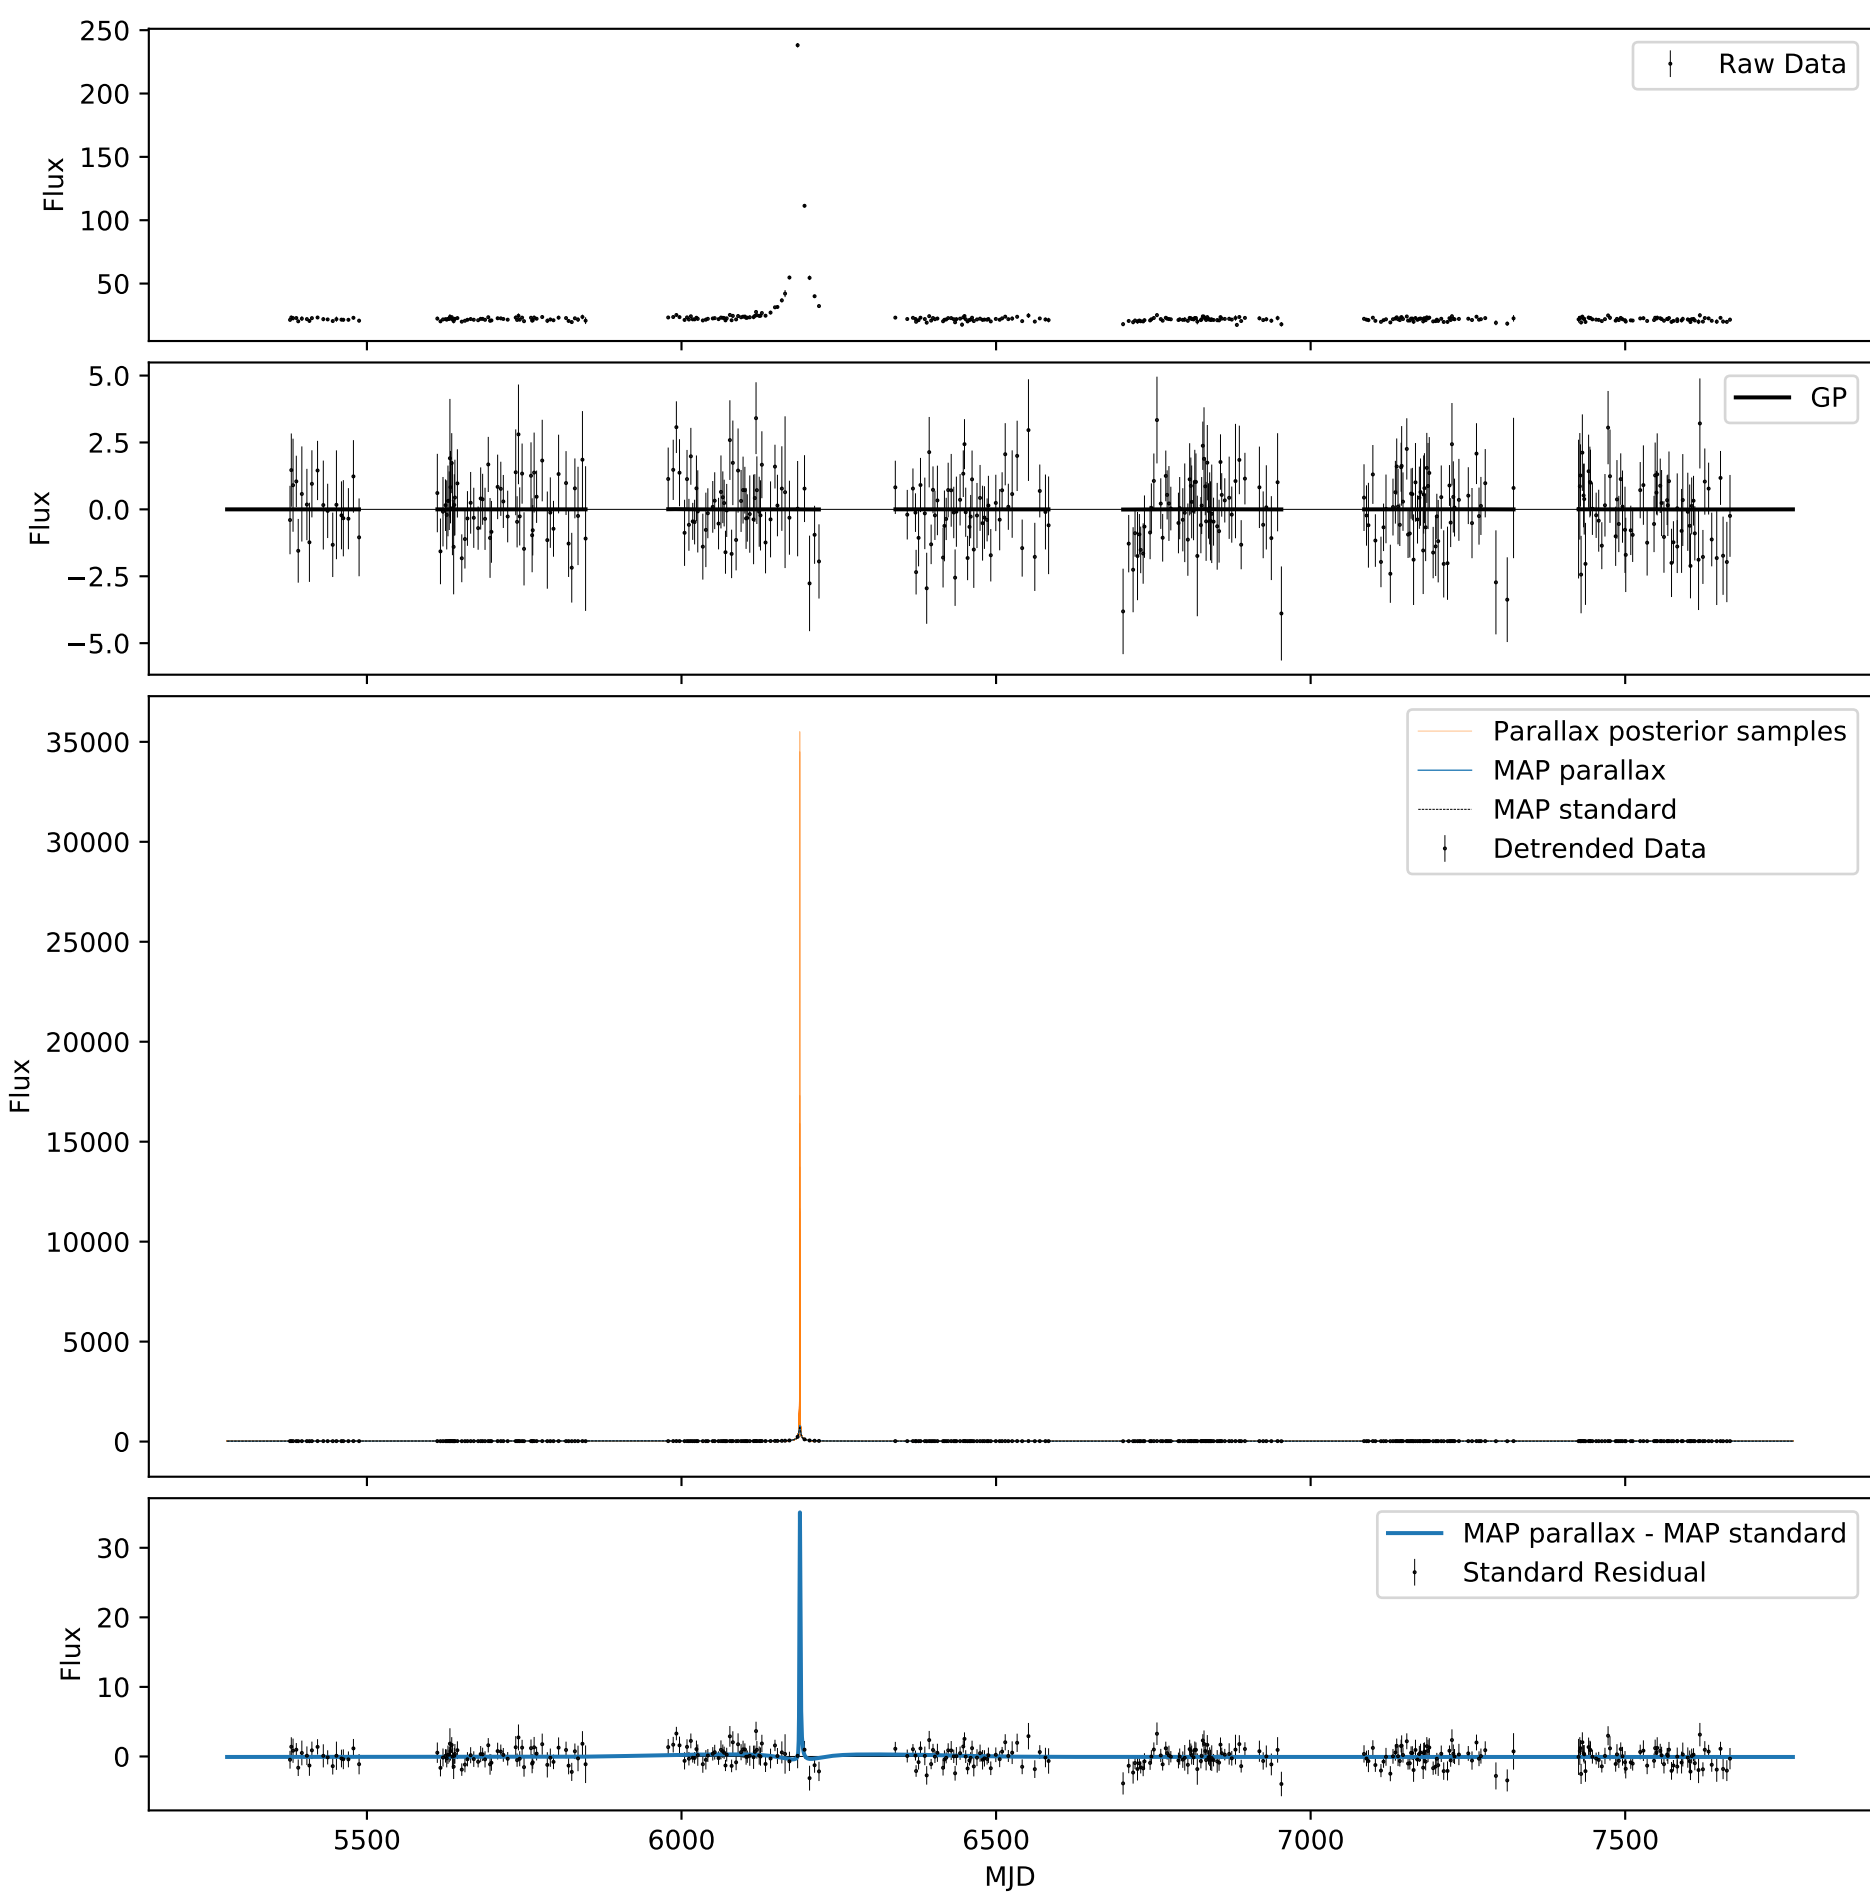 250
200
150
100
50
Flux
Raw Data
5.0
2.5
0.0
−2.5
−5.0
Flux
GP
35000
30000
25000
20000
15000
10000
5000
0
Flux
Parallax posterior samples
MAP parallax
MAP standard
Detrended Data
30
20
10
0
Flux
MAP parallax - MAP standard
Standard Residual
5500 6000 6500 7000 7500
MJD